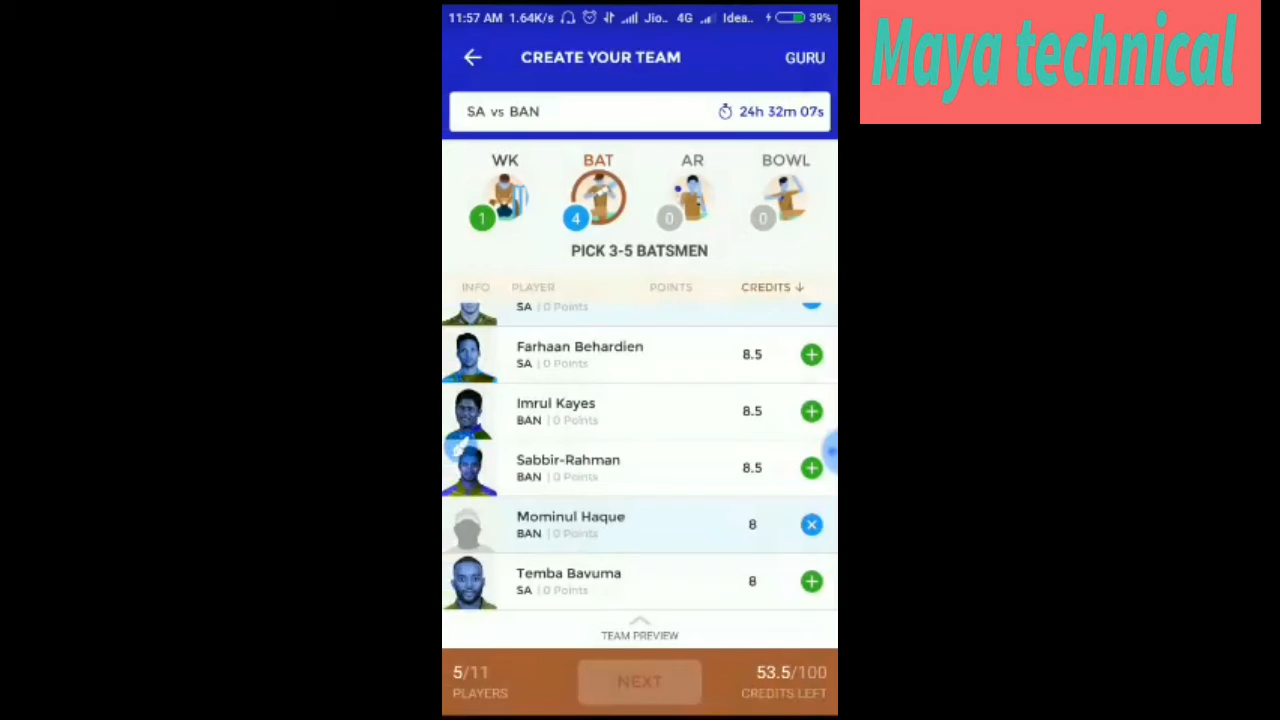 11:57 AM 1.64K/s Jio.. 4G Idea.. 39%
Maya technical
CREATE YOUR TEAM GURU
SA vs BAN 24h 32m 07s
WK BAT AR BOWL
1 4 0 0
PICK 3-5 BATSMEN
INFO PLAYER POINTS CREDITS ↓
SA | 0 Points
Farhaan Behardien
SA | 0 Points 8.5
Imrul Kayes
BAN | 0 Points 8.5
Sabbir-Rahman
BAN | 0 Points 8.5
Mominul Haque
BAN | 0 Points 8
Temba Bavuma
SA | 0 Points 8
TEAM PREVIEW
5/11 NEXT 53.5/100
PLAYERS CREDITS LEFT